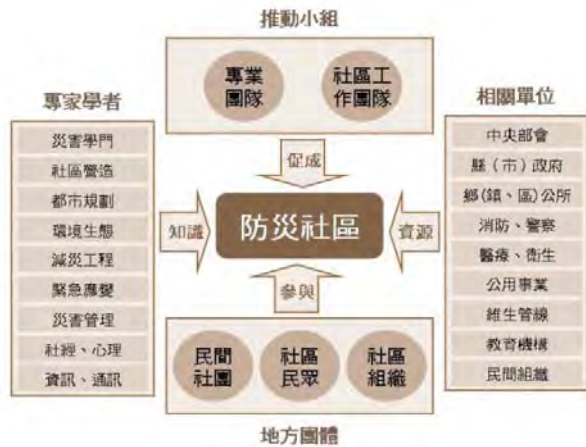 推動小組
專業
團隊
社區工
作團隊
促成
專家學者
災害學門
社區營造
都市規劃
環境生態
減災工程
緊急應變
災害管理
社經、心理
資訊、通訊
知識
防災社區
資源
相關單位
中央部會
縣（市）政府
鄉(鎮、區)公所
消防、警察
醫療、衛生
公用事業
維生管線
教育機構
民間組織
參與
民間
社團
社區
民眾
社區
組織
地方團體